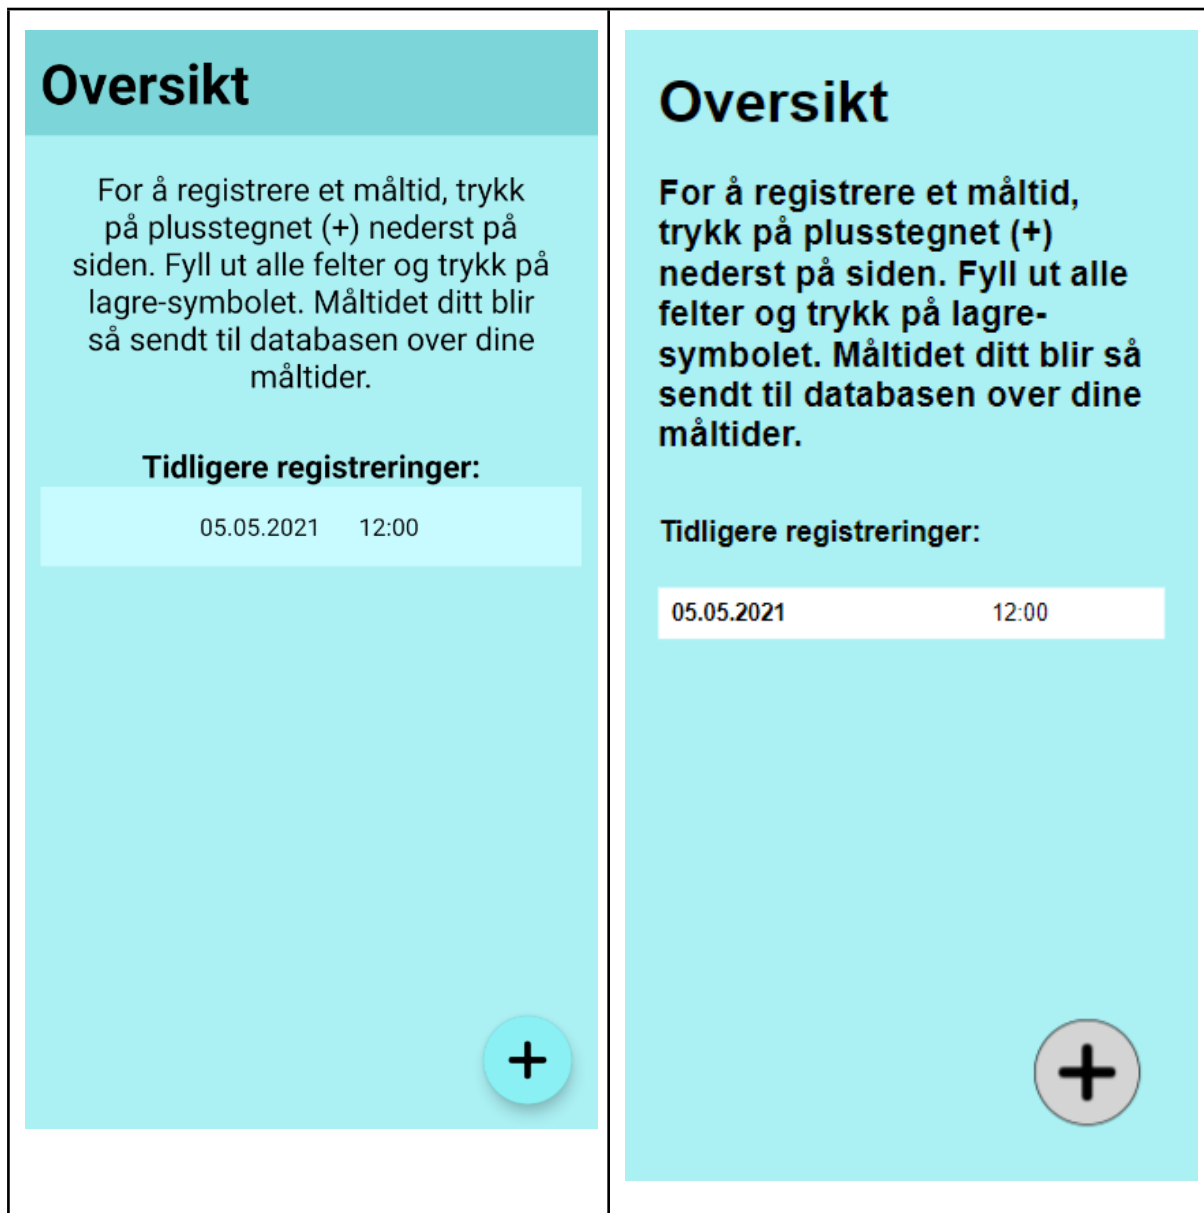 Oversikt
For å registrere et måltid, trykk
på plusstegnet (+) nederst på
siden. Fyll ut alle felter og trykk på
lagre-symbolet. Måltidet ditt blir
så sendt til databasen over dine
måltider.
Tidligere registreringer:
05.05.2021 12:00
+
Oversikt
For å registrere et måltid,
trykk på plusstegnet (+)
nederst på siden. Fyll ut alle
felter og trykk på lagre-
symbolet. Måltidet ditt blir så
sendt til databasen over dine
måltider.
Tidligere registreringer:
05.05.2021 12:00
+